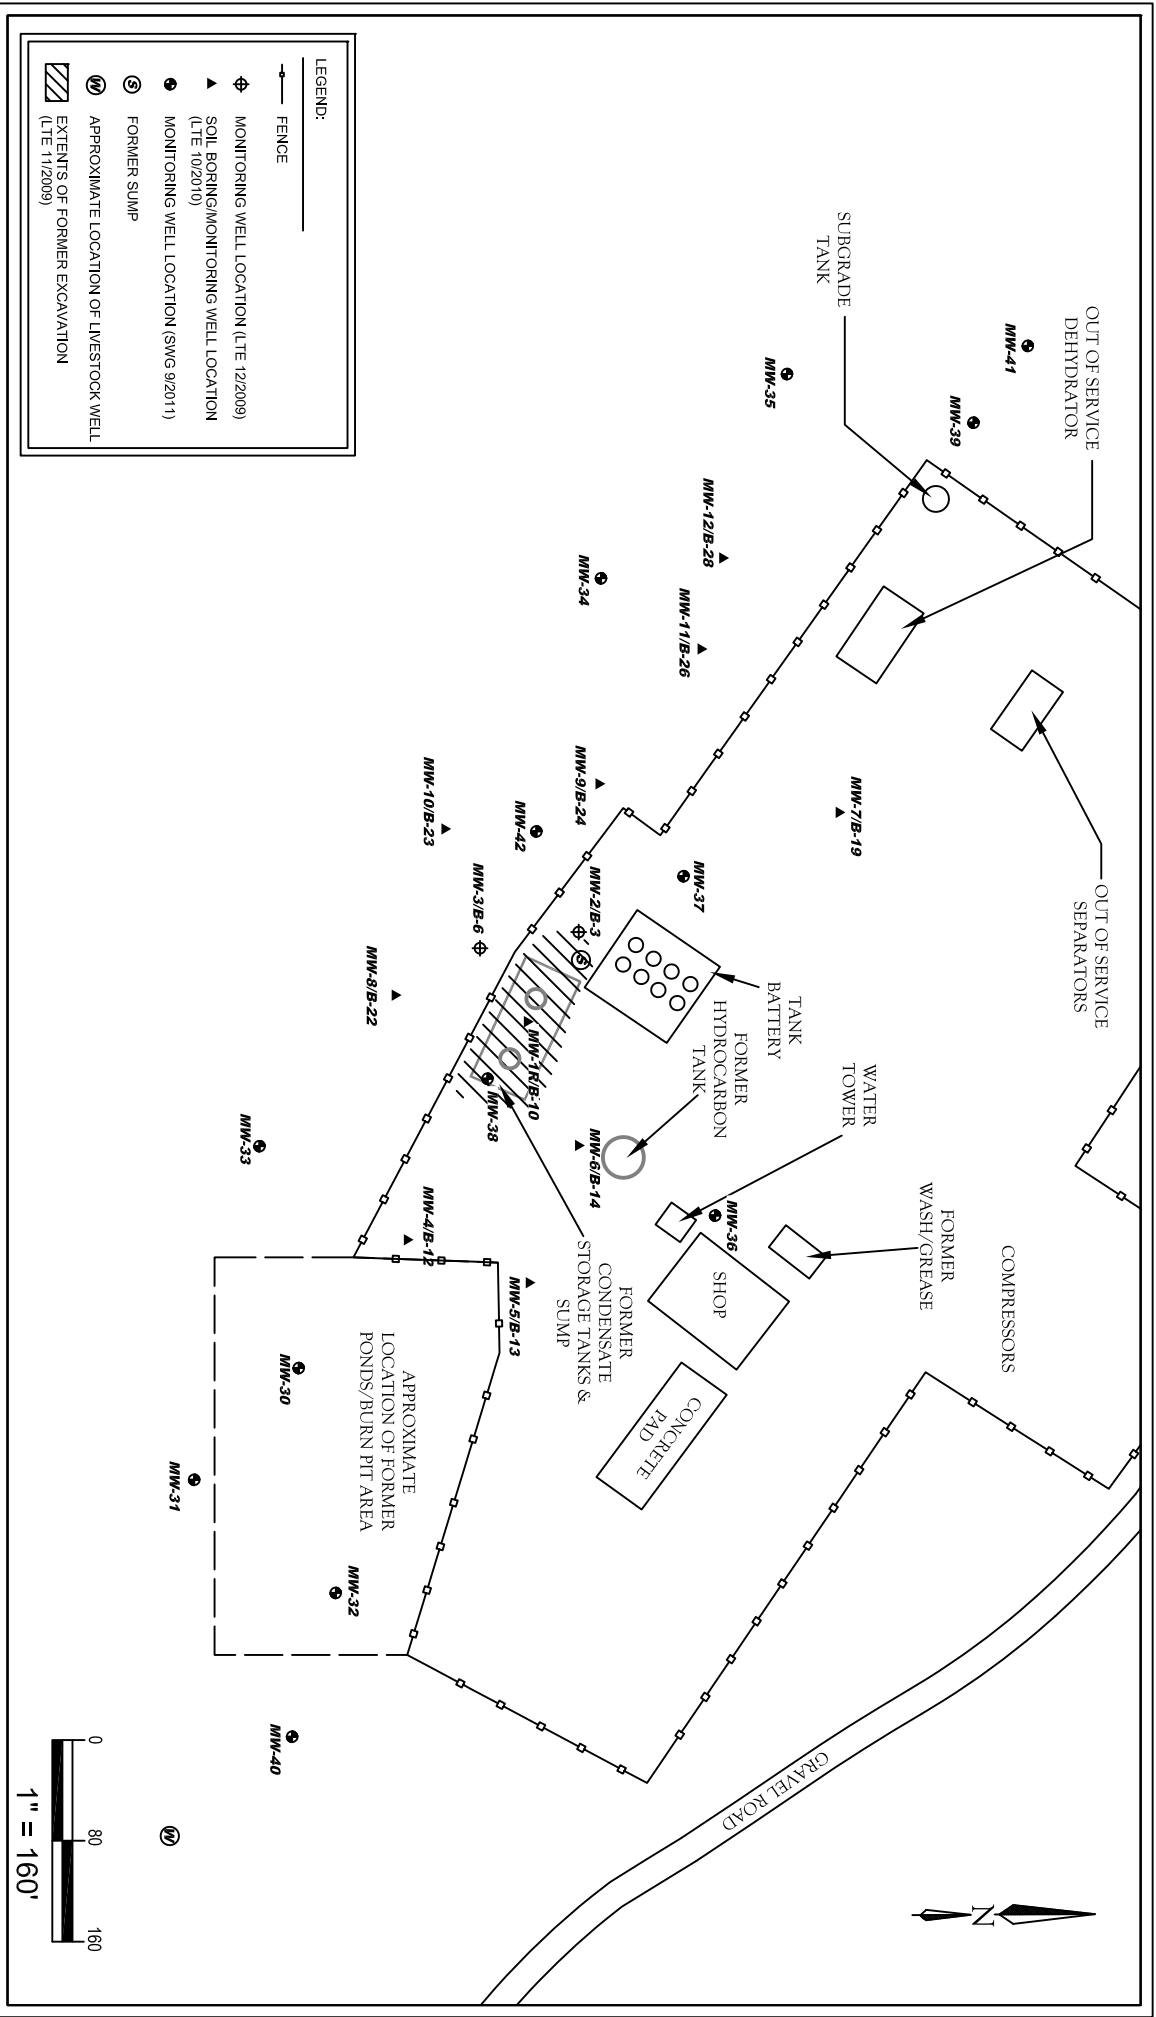 OUT OF SERVICE
DEHYDRATOR
OUT OF SERVICE
SEPARATORS
COMPRESSORS
GRAVEL ROAD
N
MW-41
MW-39
SUBGRADE
TANK
MW-35
MW-7/B-19
WATER
TOWER
FORMER
WASH/GREASE
TANK
BATTERY
FORMER
HYDROCARBON
TANK
MW-12/B-28
MW-11/B-26
MW-37
MW-36
SHOP
CONCRETE
PAD
MW-34
MW-9/B-24
MW-2/B-3
S
MW-6/B-14
FORMER
CONDENSATE
STORAGE TANKS &
SUMP
MW-42
MW-1R/B-10
MW-5/B-13
MW-3/B-6
MW-38
MW-10/B-23
MW-4/B-12
MW-8/B-22
APPROXIMATE
LOCATION OF FORMER
PONDS/BURN PIT AREA
MW-32
MW-33
MW-30
MW-40
MW-31
W
LEGEND:
FENCE
MONITORING WELL LOCATION (LTE 12/2009)
SOIL BORING/MONITORING WELL LOCATION
(LTE 10/2010)
MONITORING WELL LOCATION (SWG 9/2011)
S FORMER SUMP
W APPROXIMATE LOCATION OF LIVESTOCK WELL
EXTENTS OF FORMER EXCAVATION
(LTE 11/2009)
0 80 160
1" = 160'